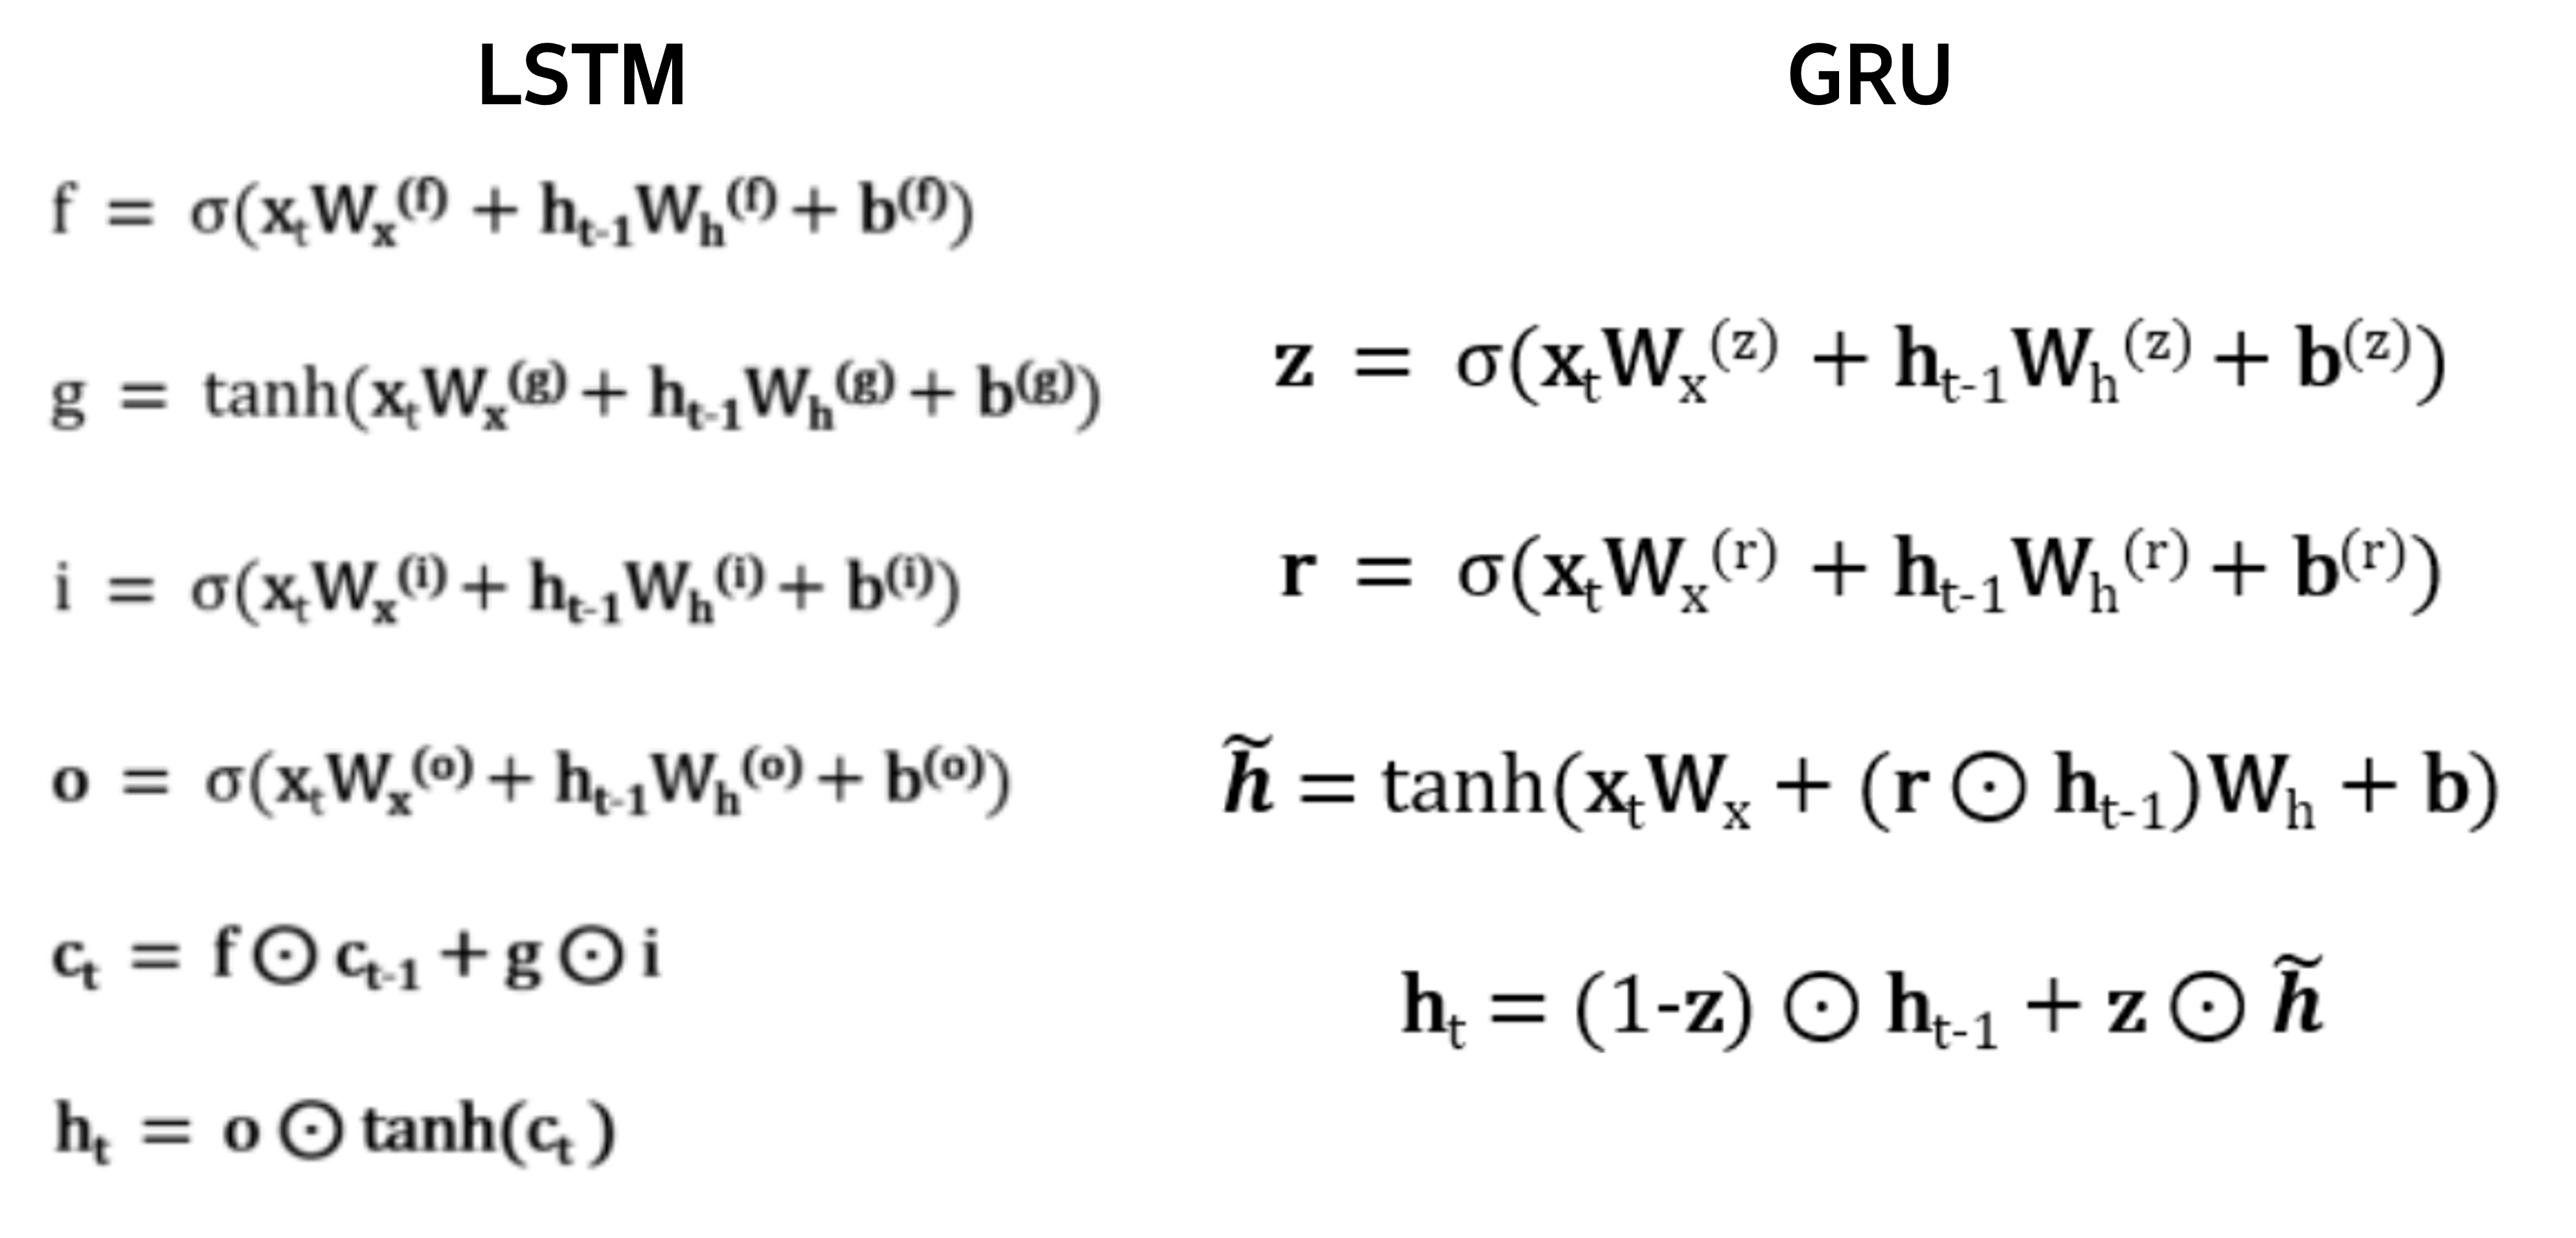 LSTM
f = σ(xₜWₓ⁽ᶠ⁾ + hₜ₋₁Wₕ⁽ᶠ⁾ + b⁽ᶠ⁾)
g = tanh(xₜWₓ⁽ᵍ⁾ + hₜ₋₁Wₕ⁽ᵍ⁾ + b⁽ᵍ⁾)
i = σ(xₜWₓ⁽ⁱ⁾ + hₜ₋₁Wₕ⁽ⁱ⁾ + b⁽ⁱ⁾)
o = σ(xₜWₓ⁽ᵒ⁾ + hₜ₋₁Wₕ⁽ᵒ⁾ + b⁽ᵒ⁾)
cₜ = f ⊙ cₜ₋₁ + g ⊙ i
hₜ = o ⊙ tanh(cₜ )
GRU
z = σ(xₜWₓ⁽ᶻ⁾ + hₜ₋₁Wₕ⁽ᶻ⁾ + b⁽ᶻ⁾)
r = σ(xₜWₓ⁽ʳ⁾ + hₜ₋₁Wₕ⁽ʳ⁾ + b⁽ʳ⁾)
h̃ = tanh(xₜWₓ + (r ⊙ hₜ₋₁)Wₕ + b)
hₜ = (1-z) ⊙ hₜ₋₁ + z ⊙ h̃